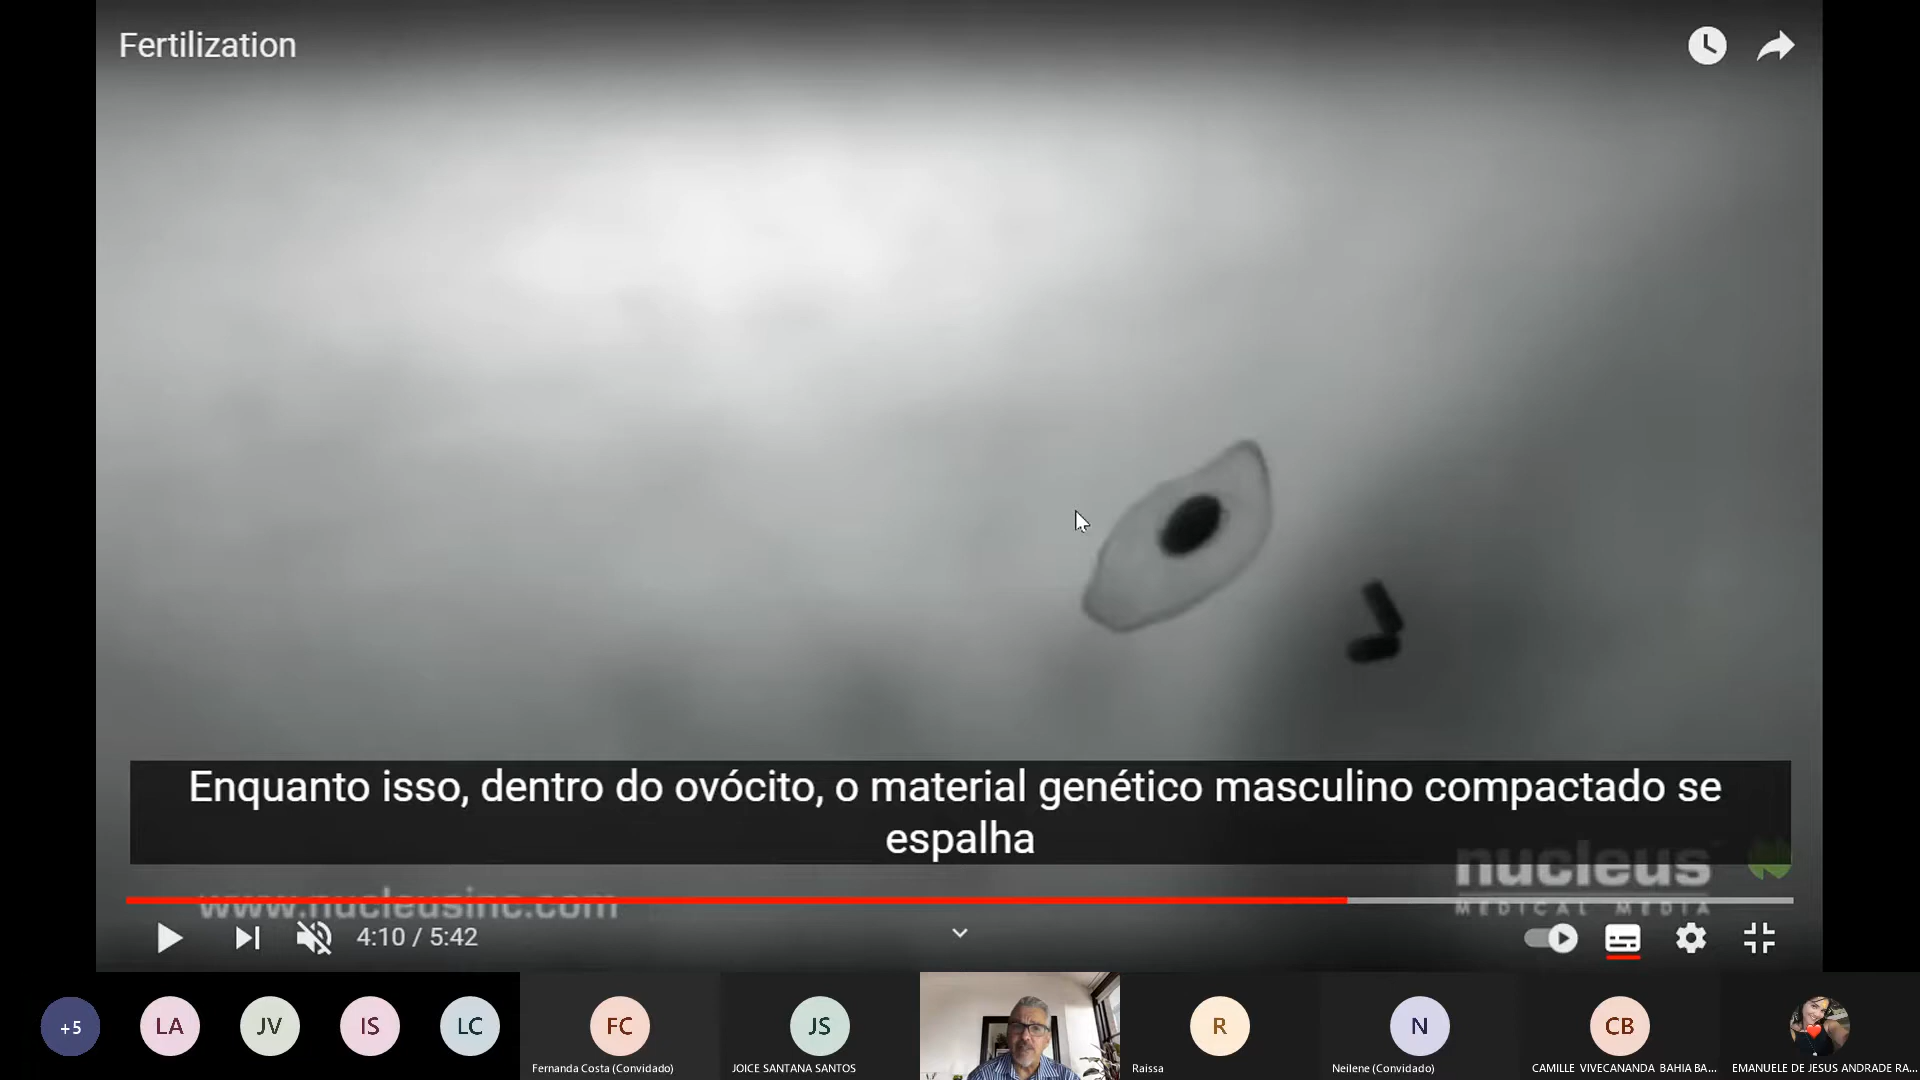 Fertilization
Enquanto isso, dentro do ovócito, o material genético masculino compactado se
espalha
nucleus
MEDICAL MEDIA
www.nucleusinc.com
4:10 / 5:42
+5
LA
JV
IS
LC
FC
JS
R
N
CB
Fernanda Costa (Convidado)
JOICE SANTANA SANTOS
Raissa
Neilene (Convidado)
CAMILLE VIVECANANDA BAHIA BA...
EMANUELE DE JESUS ANDRADE RA...